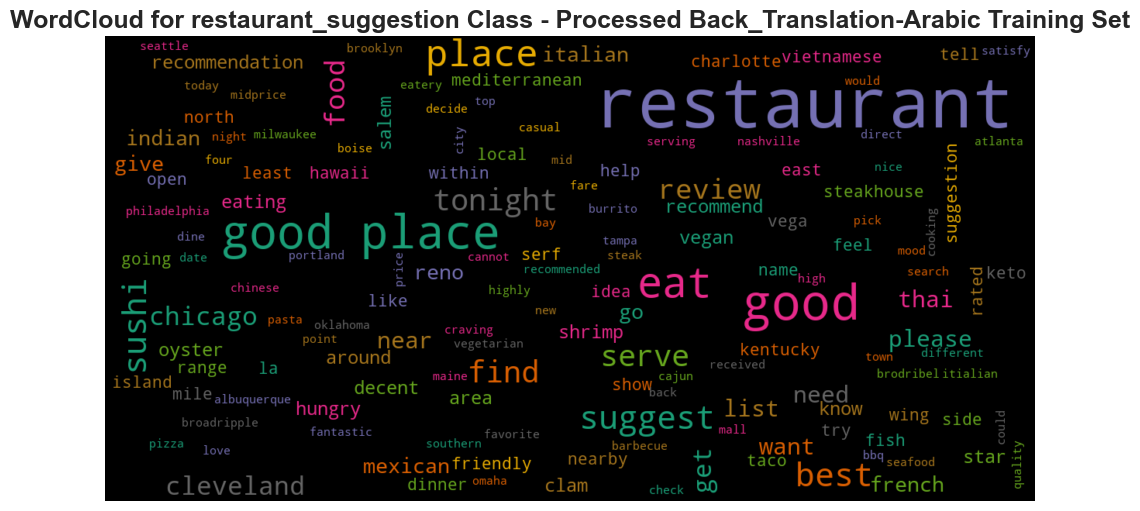 WordCloud for restaurant_suggestion Class - Processed Back_Translation-Arabic Training Set
seattle
brooklyn
place
italian
vietnamese
tell
satisfy
recommendation
food
charlotte
today
eatery
mediterranean
would
midprice
salem
decide
top
restaurant
north
indian
night
milwaukee
city
casual
serving
nashville
direct
atlanta
give
four
boise
local
mid
east
nice
suggestion
open
least
hawaii
within
help
review
steakhouse
eating
tonight
fare
recommend
philadelphia
good place
bay
burrito
vega
pick
cooking
dine
tampa
vegan
feel
mood
going
date
portland
price
cannot
serf
steak
recommended
reno
name
high
search
rated
keto
sushi
chinese
like
highly
idea
eat
good
thai
chicago
pasta
oklahoma
new
go
craving
shrimp
please
point
near
vegetarian
oyster
around
serve
kentucky
town
different
range
la
find
received
island
maine
cajun
show
brodribel
itialian
mile
albuquerque
decent
area
back
need
hungry
suggest
list
know
wing
side
broadripple
fantastic
favorite
mall
try
could
pizza
love
southern
barbecue
want
fish
mexican
friendly
nearby
get
taco
bbq
seafood
star
quality
cleveland
dinner
omaha
clam
check
best
french